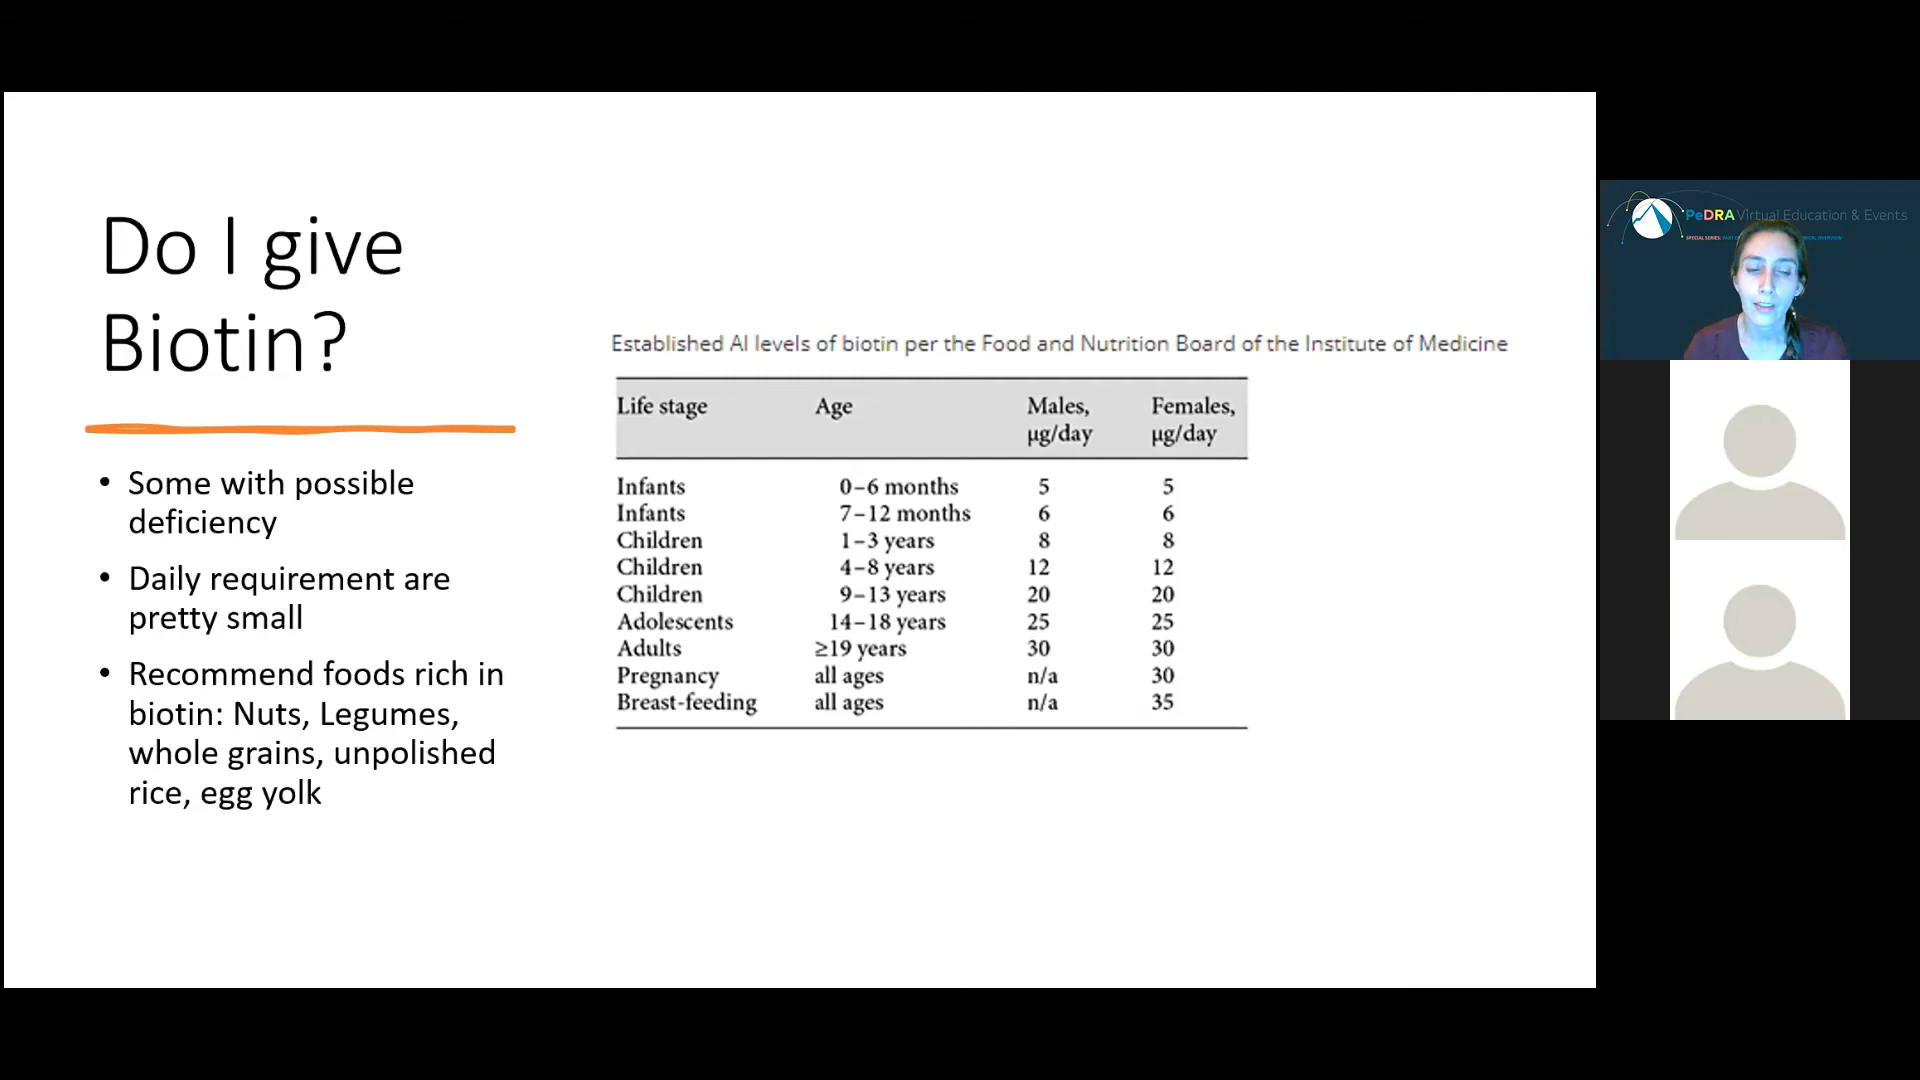 Do I give
Biotin?
• Some with possible
deficiency
• Daily requirement are
pretty small
• Recommend foods rich in
biotin: Nuts, Legumes,
whole grains, unpolished
rice, egg yolk
Established AI levels of biotin per the Food and Nutrition Board of the Institute of Medicine
Life stage Age Males, µg/day Females, µg/day
Infants 0–6 months 5 5
Infants 7–12 months 6 6
Children 1–3 years 8 8
Children 4–8 years 12 12
Children 9–13 years 20 20
Adolescents 14–18 years 25 25
Adults ≥19 years 30 30
Pregnancy all ages n/a 30
Breast-feeding all ages n/a 35
PeDRA Virtual Education & Events
SPECIAL SERIES: PART OVERVIEW